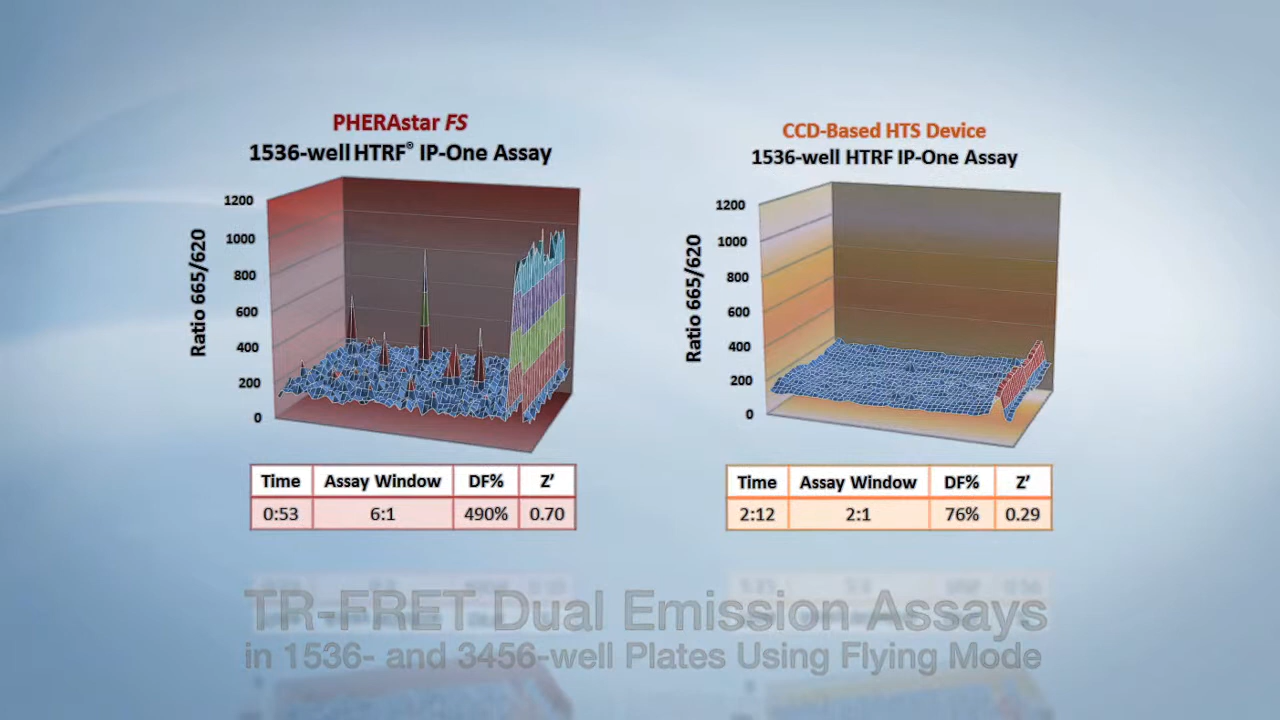 PHERAstar FS
1536-well HTRF® IP-One Assay
1200
1000
800
600
400
200
0
Ratio 665/620
Time Assay Window DF% Z’
0:53 6:1 490% 0.70
CCD-Based HTS Device
1536-well HTRF IP-One Assay
1200
1000
800
600
400
200
0
Ratio 665/620
Time Assay Window DF% Z’
2:12 2:1 76% 0.29
TR-FRET Dual Emission Assays
in 1536- and 3456-well Plates Using Flying Mode